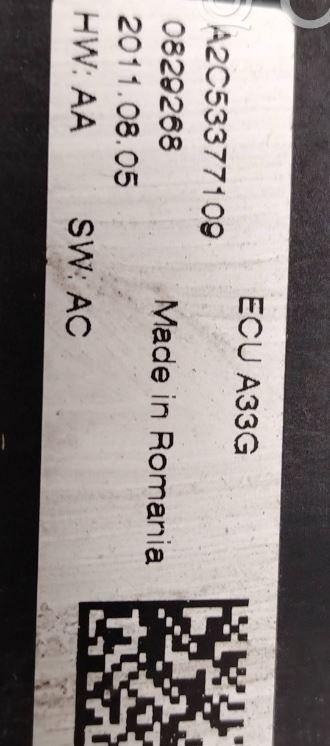 ECU A33G
A2C53377109
0829268 Made in Romania
2011.08.05
HW: AA SW: AC